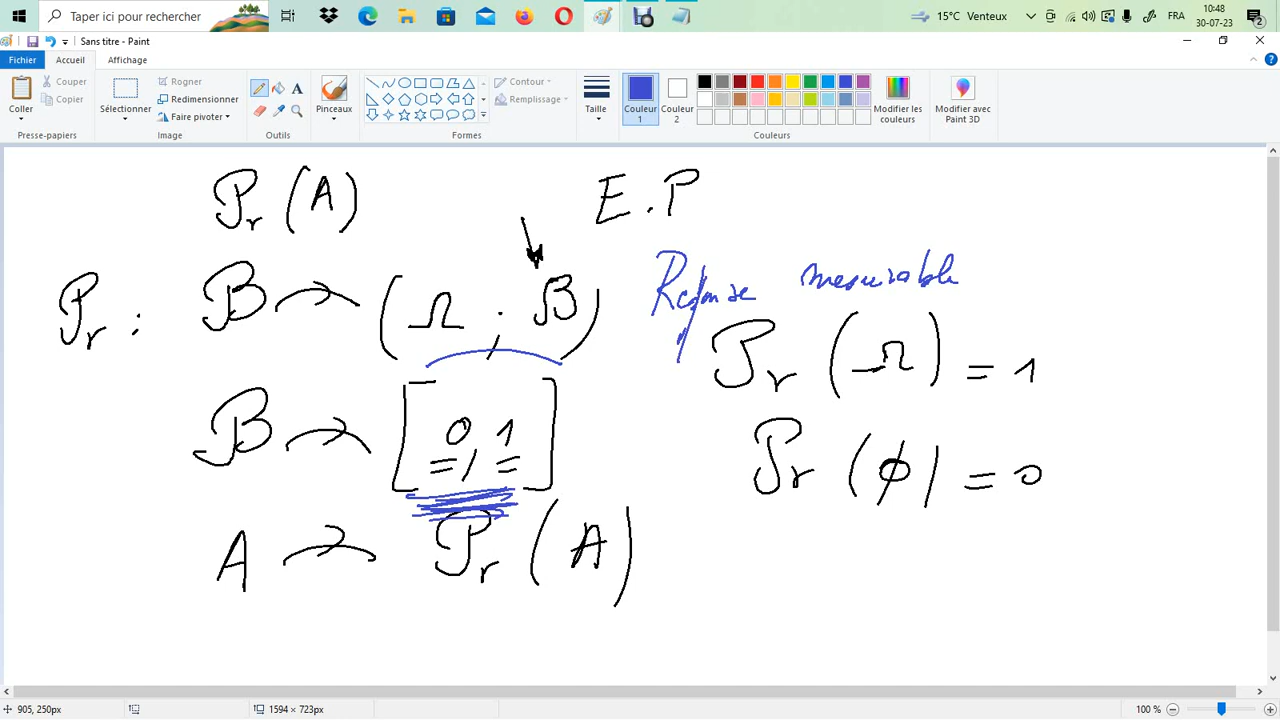 Taper ici pour rechercher
15°C Venteux
FRA
10:48
30-07-23
2
Sans titre - Paint
Fichier Accueil Affichage
Coller
Couper
Copier
Presse-papiers
Sélectionner
Rogner
Redimensionner
Faire pivoter
Image
A
Outils
Pinceaux
Contour
Remplissage
Formes
Taille
Couleur 1
Couleur 2
Modifier les couleurs
Couleurs
Modifier avec Paint 3D
Pr (A) E.P
Pr : B → (Ω ; B) mesurable
Pr (Ω) = 1
B → [0, 1]
Pr (ϕ) = 0
A → Pr (A)
905, 250px
1594 × 723px
100 %